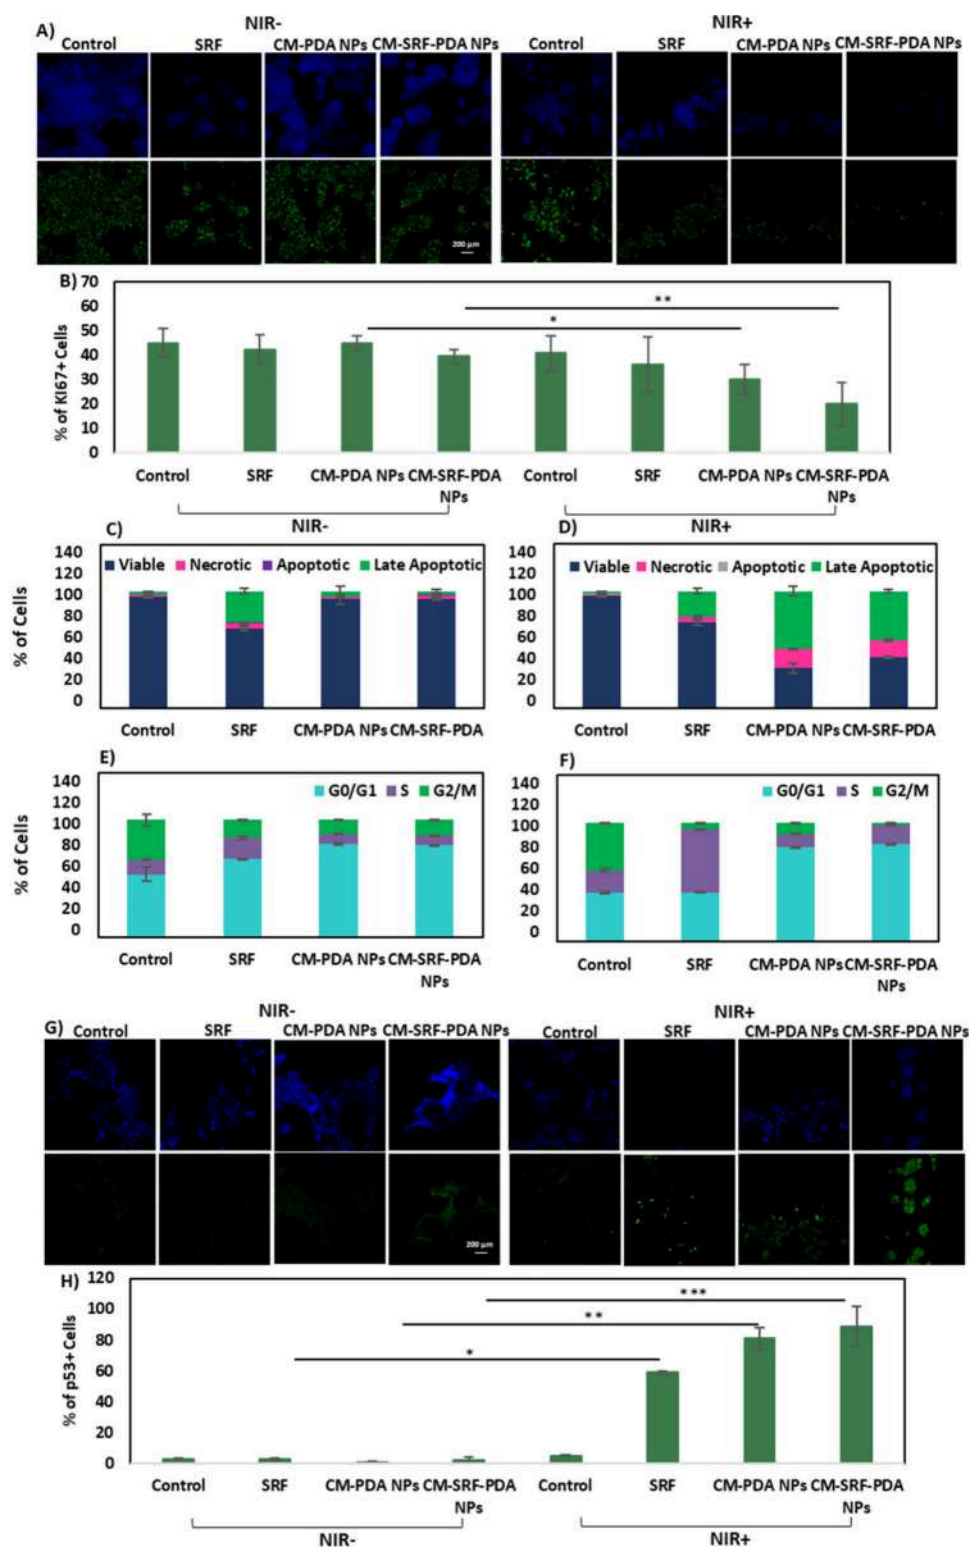 NIR-
NIR+
A)
Control
SRF
CM-PDA NPs
CM-SRF-PDA NPs
Control
SRF
CM-PDA NPs
CM-SRF-PDA NPs
200 µm
B)
70
60
50
40
30
20
10
0
% of KI67+ Cells
*
**
Control
SRF
CM-PDA NPs
CM-SRF-PDA
NPs
Control
SRF
CM-PDA NPs
CM-SRF-PDA
NPs
NIR-
NIR+
C)
140
120
100
80
60
40
20
0
% of Cells
Viable
Necrotic
Apoptotic
Late Apoptotic
Control
SRF
CM-PDA NPs
CM-SRF-PDA
D)
140
120
100
80
60
40
20
0
% of Cells
Viable
Necrotic
Apoptotic
Late Apoptotic
Control
SRF
CM-PDA NPs
CM-SRF-PDA
E)
140
120
100
80
60
40
20
0
% of Cells
G0/G1
S
G2/M
Control
SRF
CM-PDA NPs
CM-SRF-PDA
NPs
F)
140
120
100
80
60
40
20
0
% of Cells
G0/G1
S
G2/M
Control
SRF
CM-PDA NPs
CM-SRF-PDA
NPs
NIR-
NIR+
G)
Control
SRF
CM-PDA NPs
CM-SRF-PDA NPs
Control
SRF
CM-PDA NPs
CM-SRF-PDA NPs
200 µm
H)
120
100
80
60
40
20
0
% of p53+ Cells
*
**
***
Control
SRF
CM-PDA NPs
CM-SRF-PDA
NPs
Control
SRF
CM-PDA NPs
CM-SRF-PDA
NPs
NIR-
NIR+